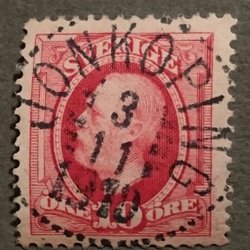 SVERIGE
JÖNKÖPING
3
11
ÖRE 10 ÖRE